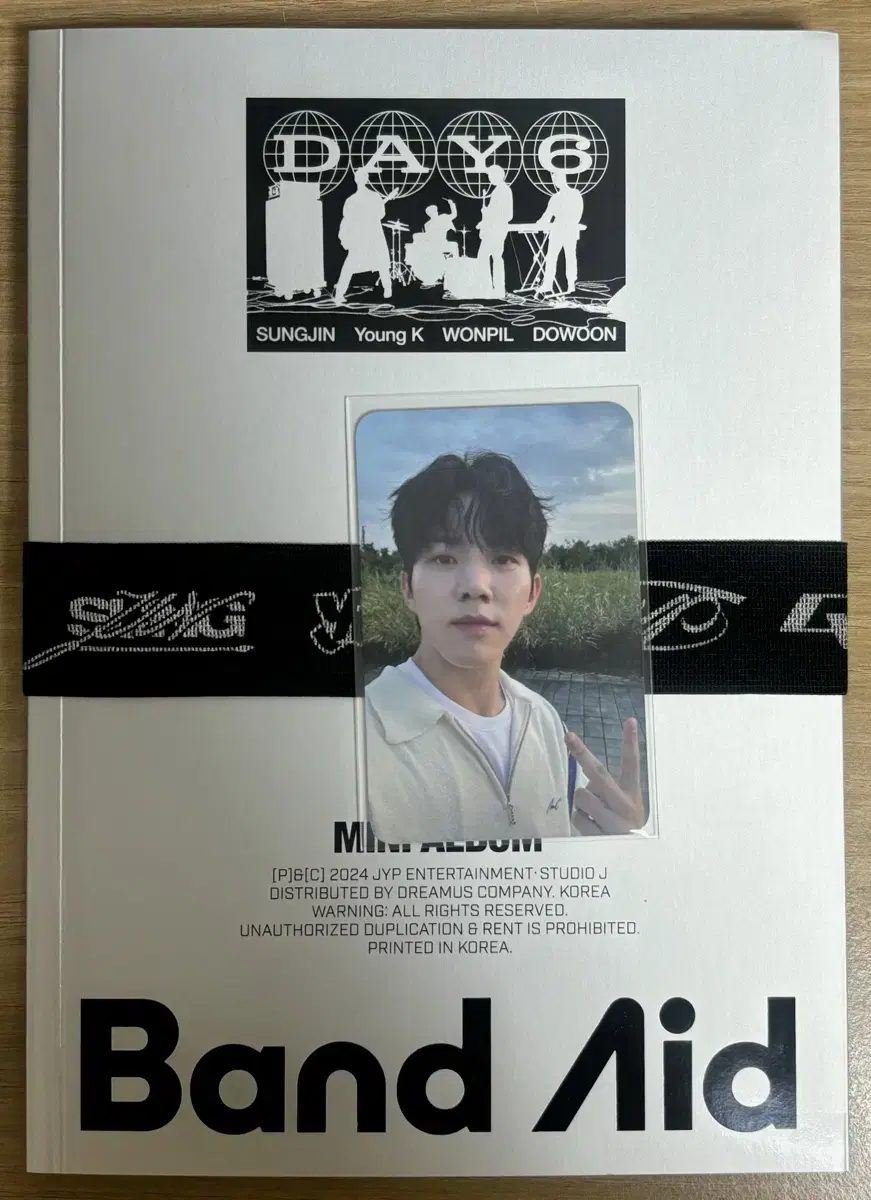 DAY6
SUNGJIN Young K WONPIL DOWOON
MINI ALBUM
[P]&[C] 2024 JYP ENTERTAINMENT· STUDIO J
DISTRIBUTED BY DREAMUS COMPANY. KOREA
WARNING: ALL RIGHTS RESERVED.
UNAUTHORIZED DUPLICATION & RENT IS PROHIBITED.
PRINTED IN KOREA.
Band Aid